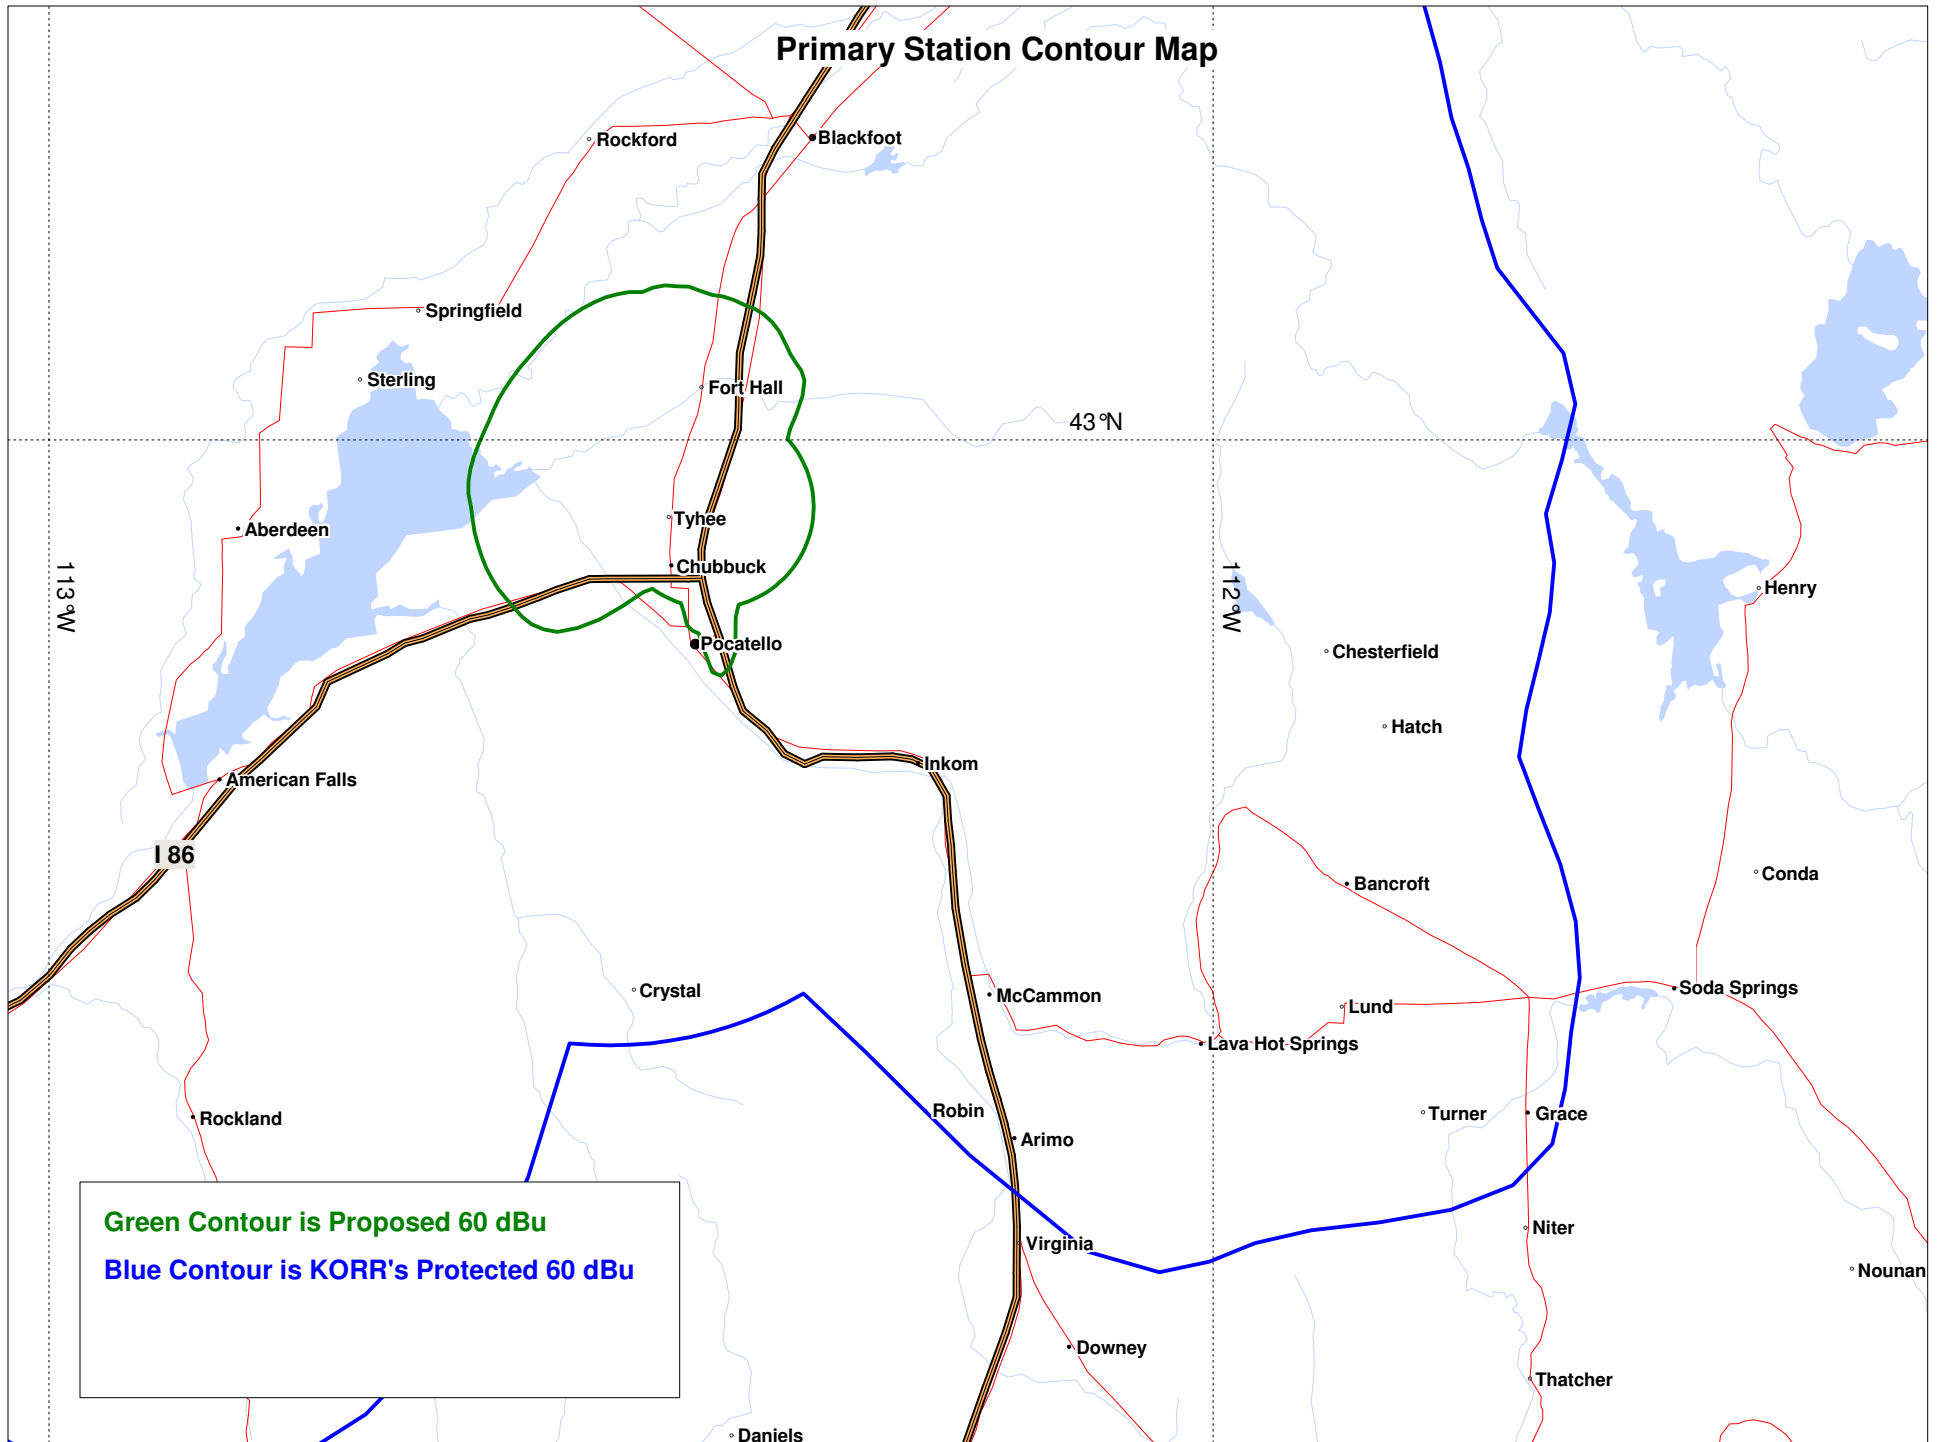 Primary Station Contour Map
Rockford
Blackfoot
Springfield
Sterling
Fort Hall
43°N
Tyhee
Aberdeen
Chubbuck
113°W
112°W
Henry
Pocatello
Chesterfield
Hatch
Inkom
American Falls
I 86
Bancroft
Conda
Crystal
McCammon
Lund
Soda Springs
Lava Hot Springs
Robin
Turner
Grace
Rockland
Arimo
Green Contour is Proposed 60 dBu
Virginia
Niter
Blue Contour is KORR's Protected 60 dBu
Nounan
Downey
Thatcher
Daniels